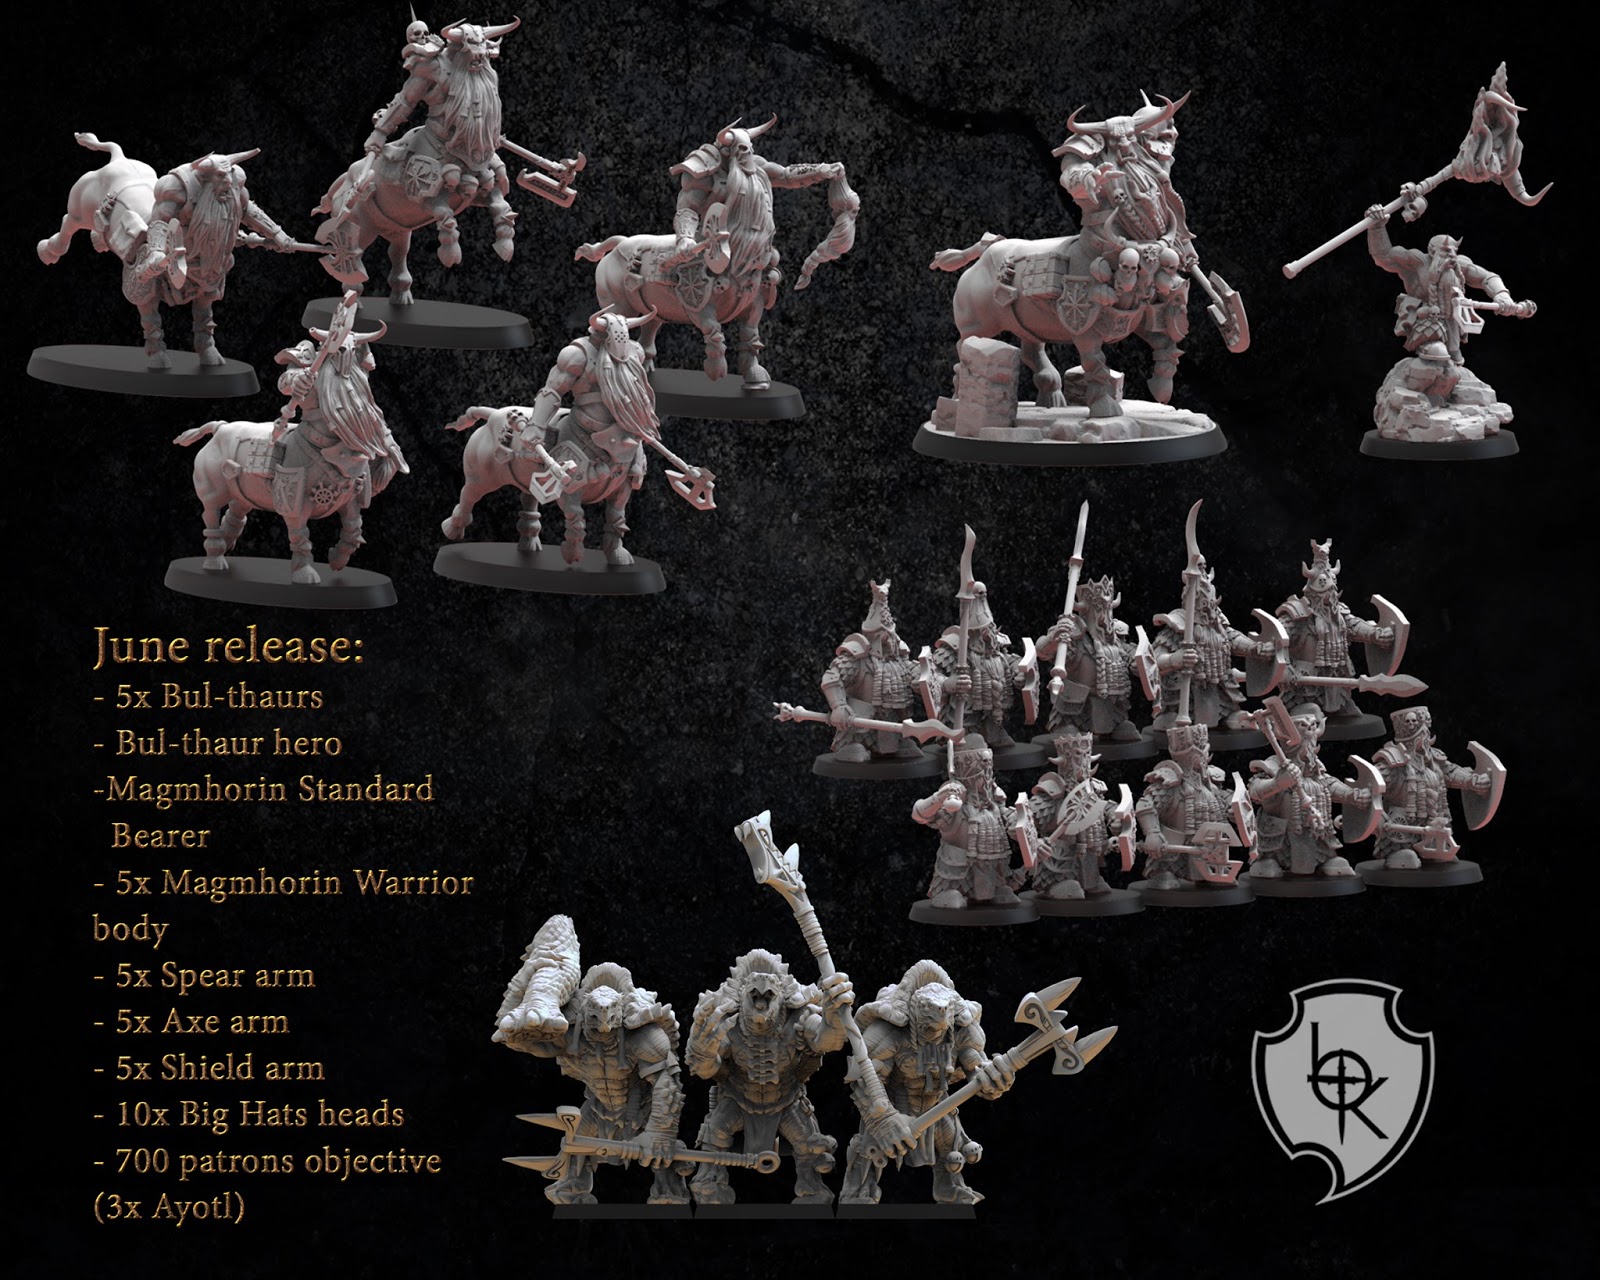 June release:
- 5x Bul-thaurs
- Bul-thaur hero
-Magmhorin Standard
Bearer
- 5x Magmhorin Warrior
body
- 5x Spear arm
- 5x Axe arm
- 5x Shield arm
- 10x Big Hats heads
- 700 patrons objective
(3x Ayotl)